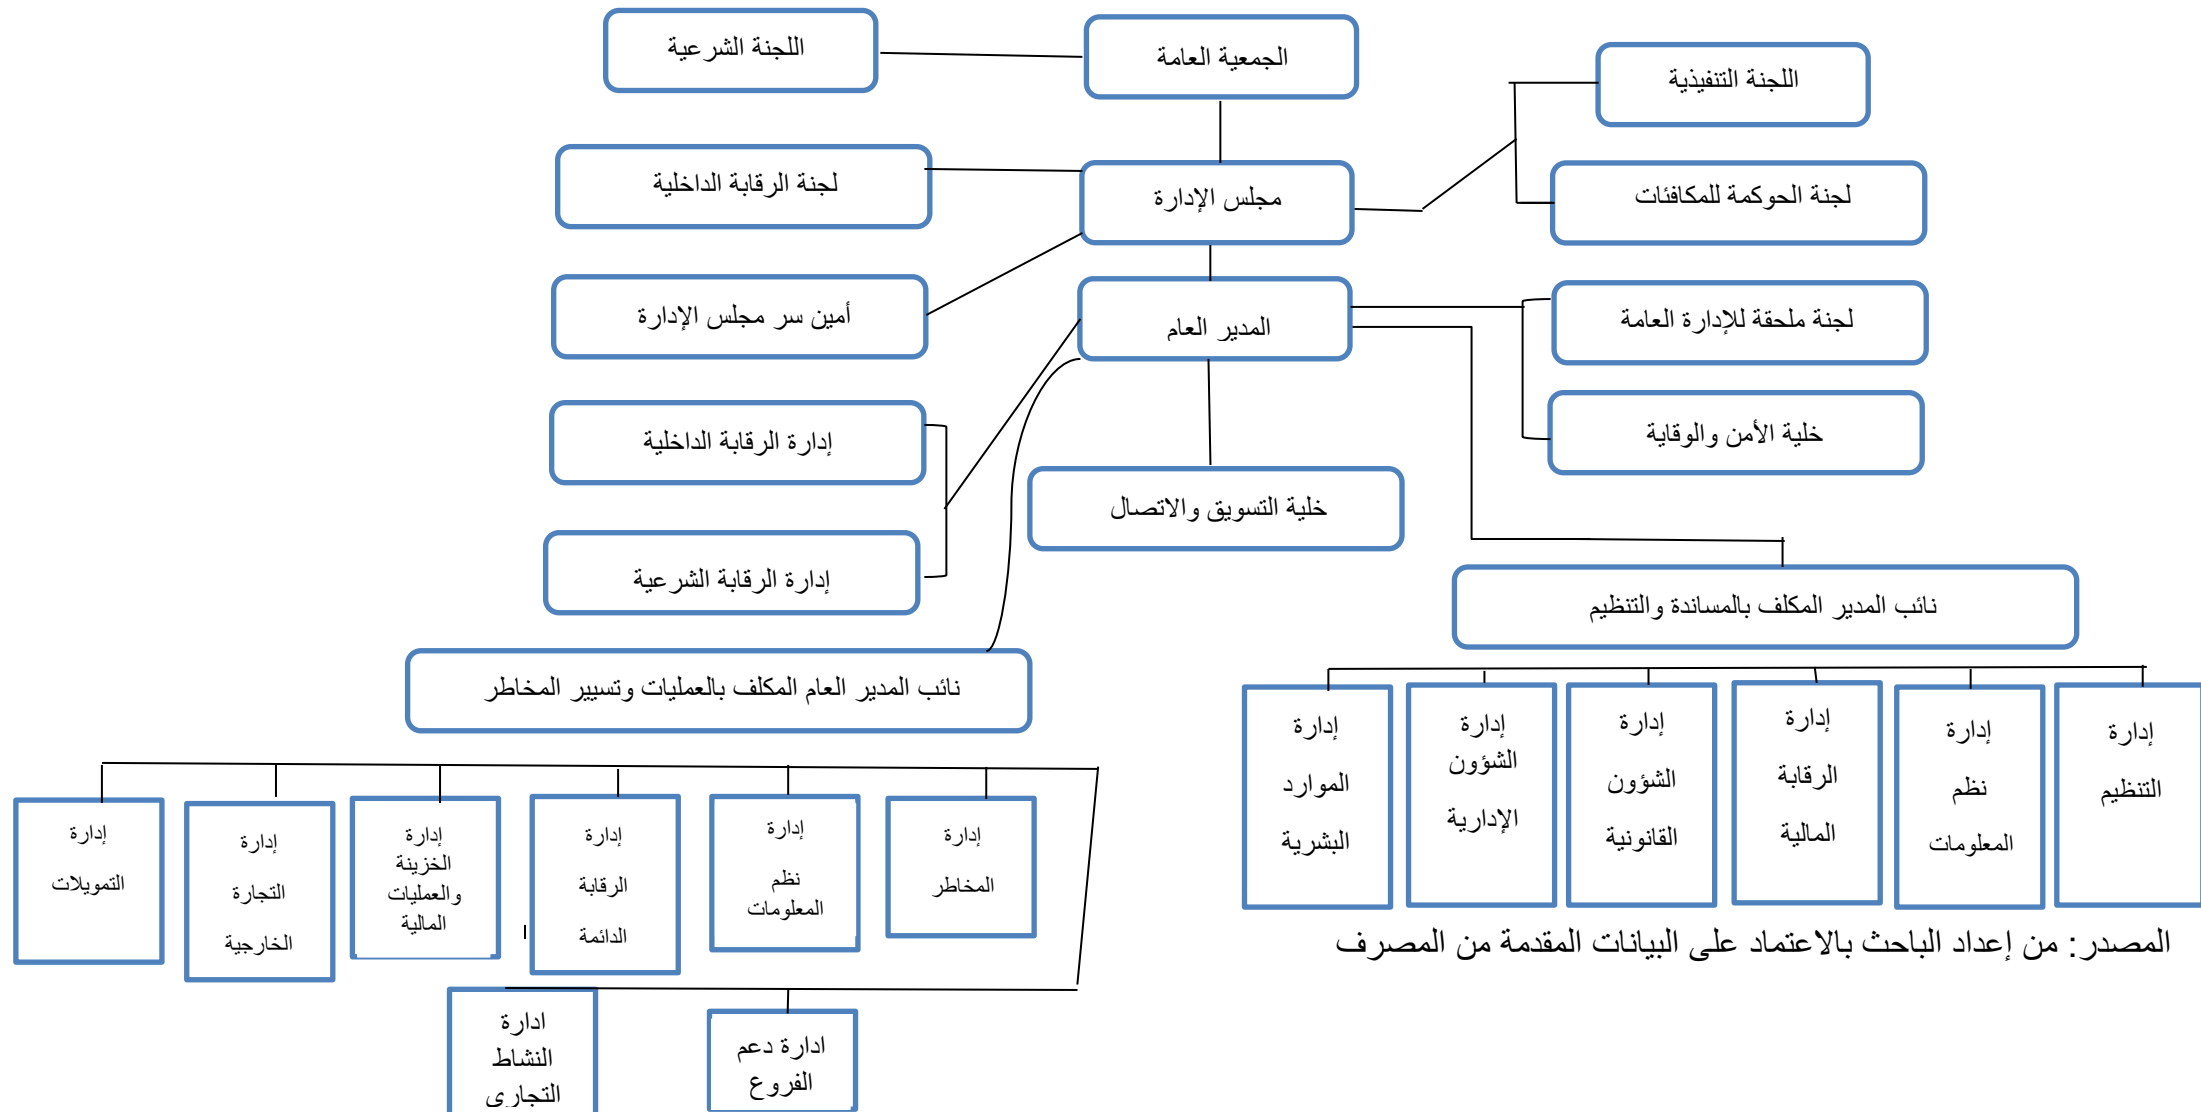 الجمعية العامة
اللجنة الشرعية
اللجنة التنفيذية
لجنة الحوكمة للمكافئات
مجلس الإدارة
لجنة الرقابة الداخلية
أمين سر مجلس الإدارة
المدير العام
لجنة ملحقة للإدارة العامة
خلية الأمن والوقاية
إدارة الرقابة الداخلية
إدارة الرقابة الشرعية
خلية التسويق والاتصال
نائب المدير المكلف بالمساندة والتنظيم
إدارة
التنظيم
إدارة
نظم
المعلومات
إدارة
الرقابة
المالية
إدارة
الشؤون
القانونية
إدارة
الشؤون
الإدارية
إدارة
الموارد
البشرية
نائب المدير العام المكلف بالعمليات وتسيير المخاطر
إدارة
المخاطر
إدارة
نظم
المعلومات
إدارة
الرقابة
الدائمة
إدارة
الخزينة
والعمليات
المالية
إدارة
التجارة
الخارجية
إدارة
التمويلات
ادارة دعم
الفروع
ادارة
النشاط
التجاري
المصدر: من إعداد الباحث بالاعتماد على البيانات المقدمة من المصرف